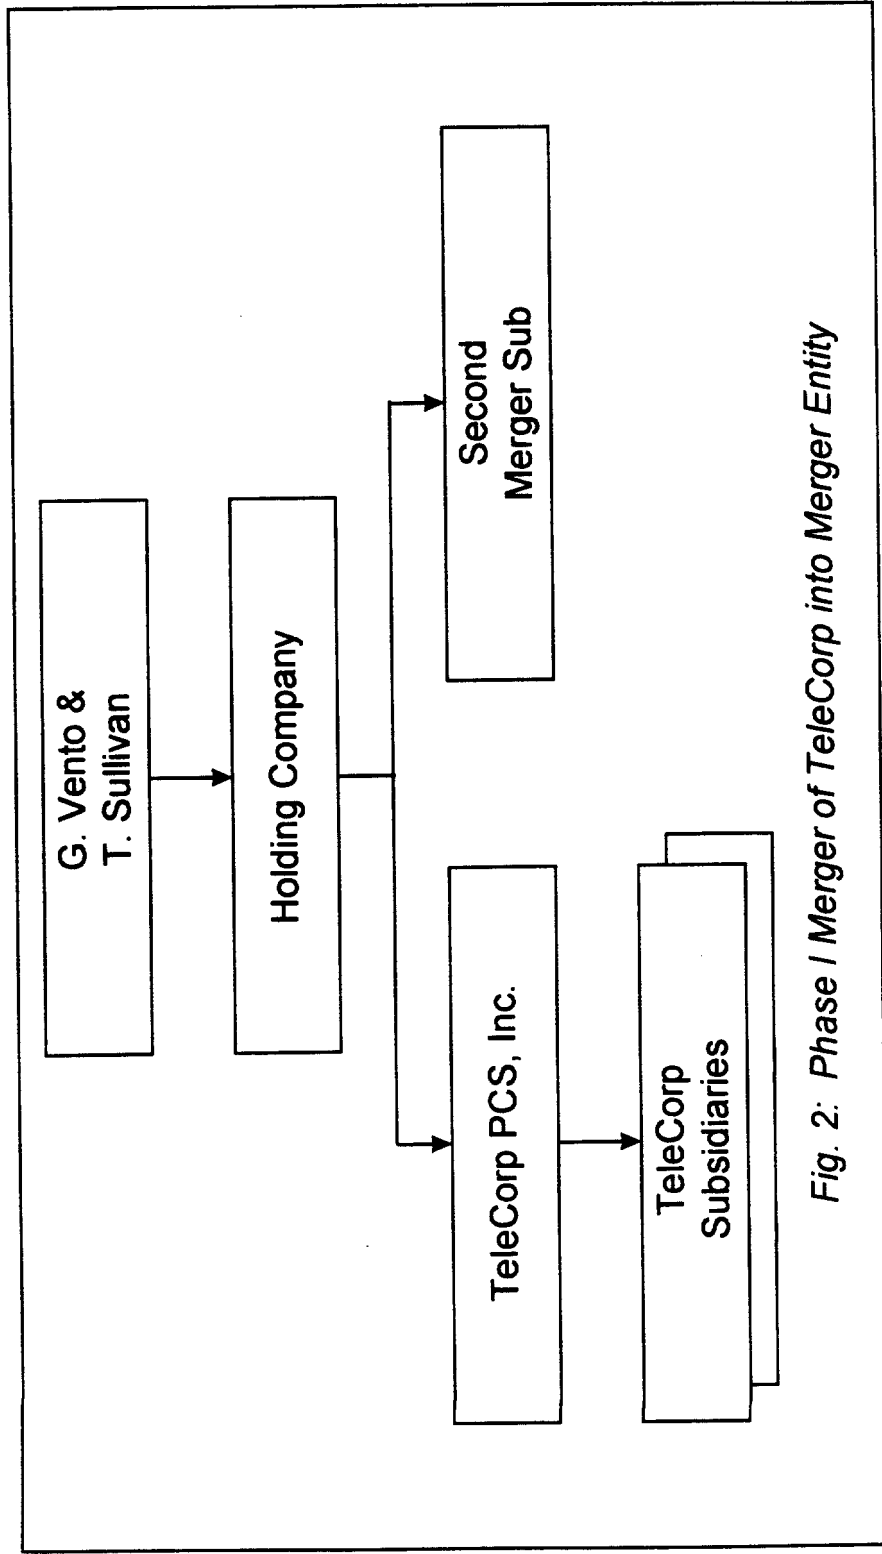 G. Vento &
T. Sullivan
Holding Company
TeleCorp PCS, Inc.
Second
Merger Sub
TeleCorp
Subsidiaries
Fig. 2: Phase I Merger of TeleCorp into Merger Entity